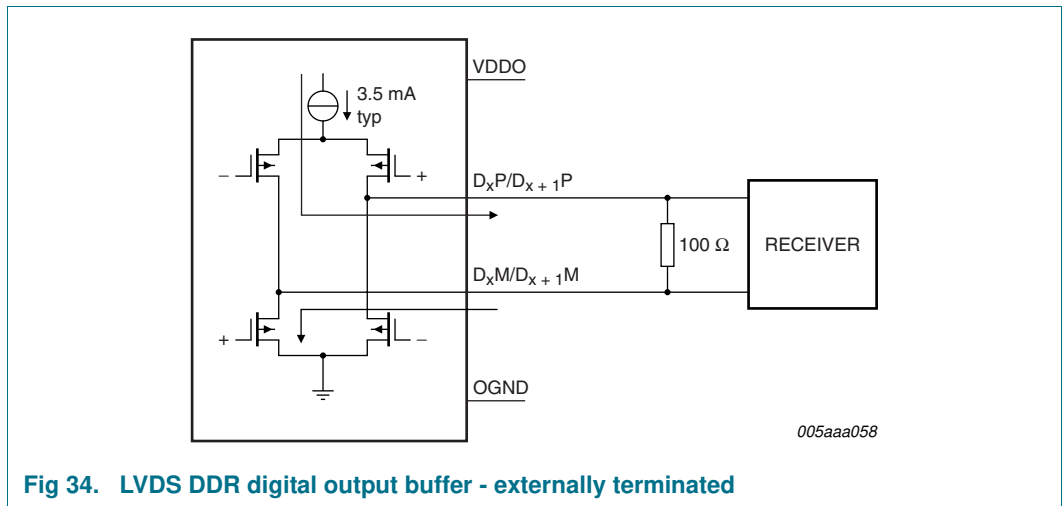 VDDO
3.5 mA
typ
–
+
DxP/Dx + 1P
100 Ω
RECEIVER
DxM/Dx + 1M
+
–
OGND
005aaa058
Fig 34. LVDS DDR digital output buffer - externally terminated